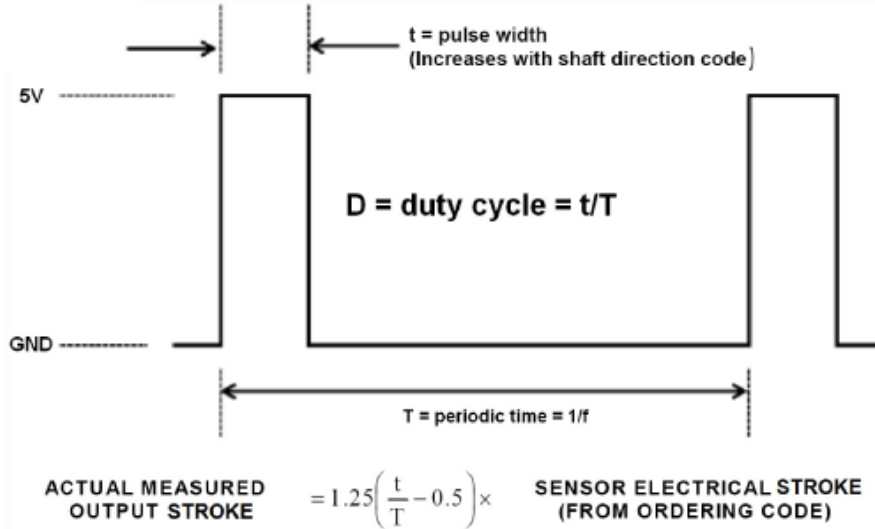 t = pulse width
(Increases with shaft direction code)
5V
D = duty cycle = t/T
GND
T = periodic time = 1/f
ACTUAL MEASURED
OUTPUT STROKE
= 1.25(t/T − 0.5) ×
SENSOR ELECTRICAL STROKE
(FROM ORDERING CODE)